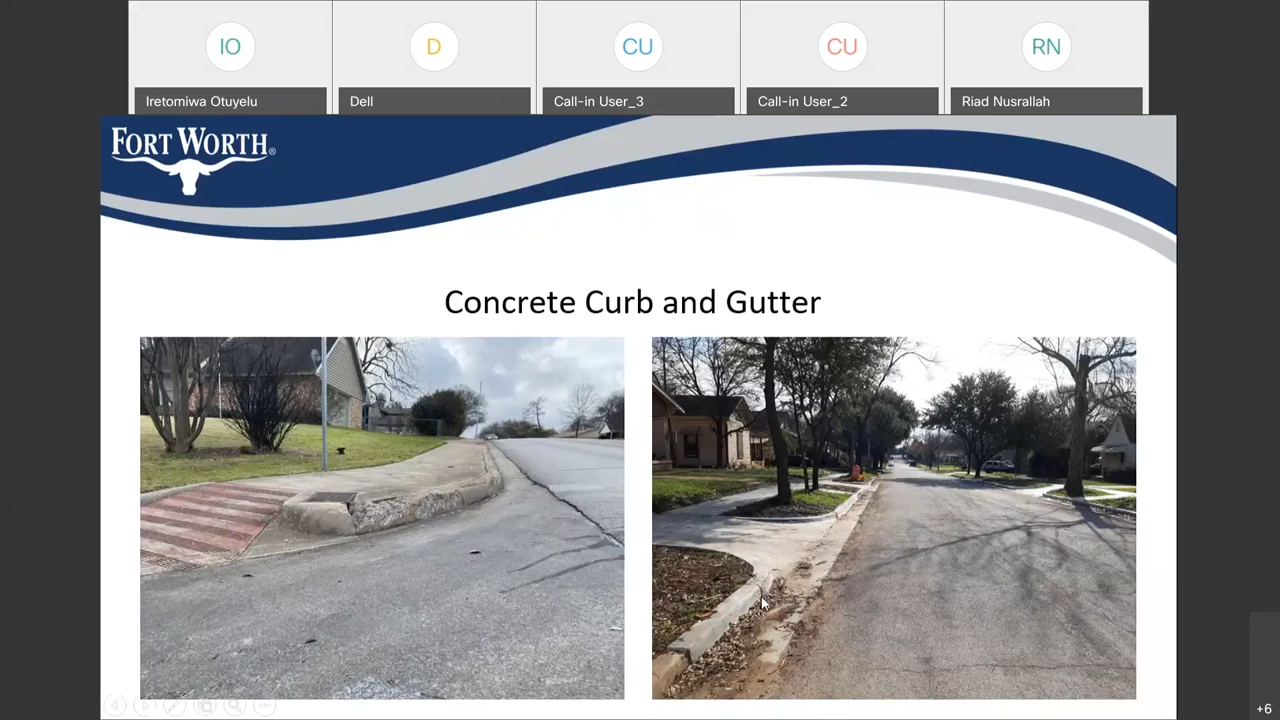 IO
D
CU
CU
RN
Iretomiwa Otuyelu
Dell
Call-in User_3
Call-in User_2
Riad Nusrallah
FORT WORTH®
Concrete Curb and Gutter
+6